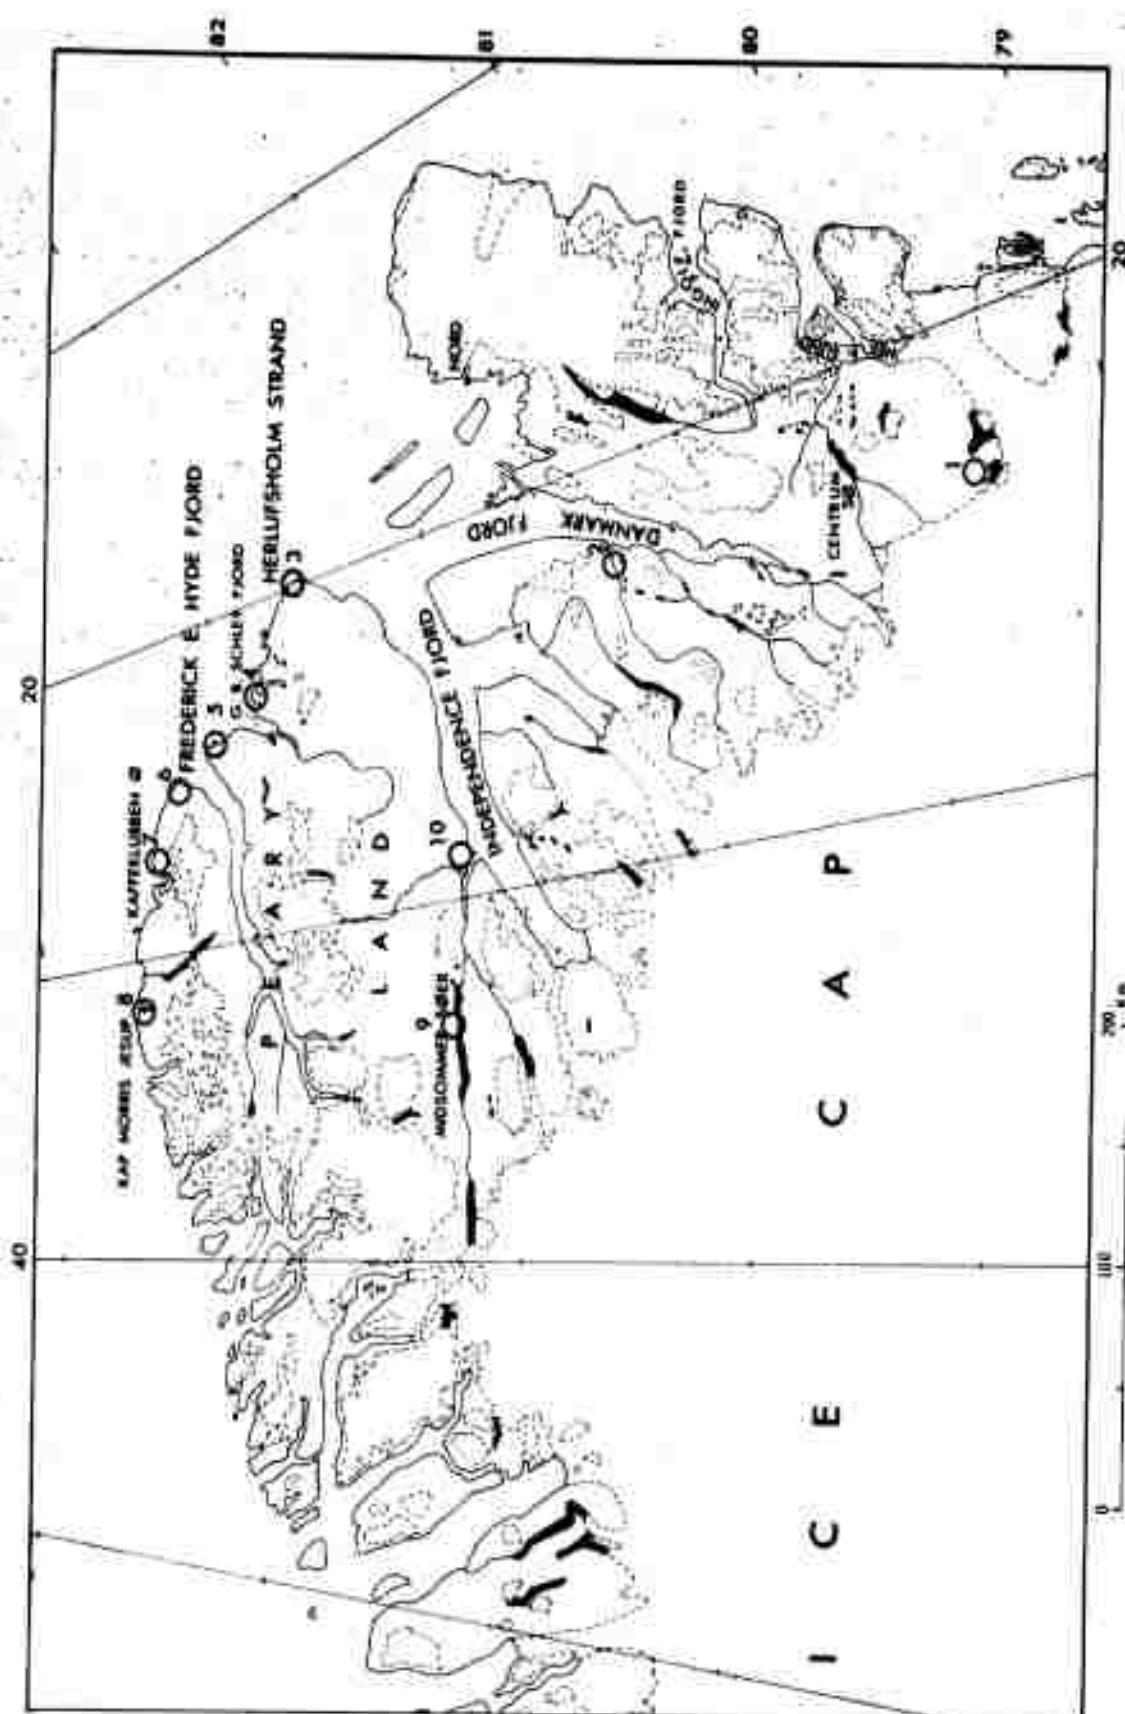 82
81
80
79
KAP MORRIS JESUP 8
KAFFEKLUBBEN Ø
7
6
FREDERICK E. HYDE FJORD
5
G. B. SCHLEY FJORD
4
HERLUFSHOLM STRAND
3
NORD
INGOLF FJORD
DANMARK
FJORD
2
CENTRUM
SØ
1
INDEPENDENCE FJORD
10
MIDSOMMER SØER
9
PEARY
LAND
ICE CAP
40
20
20
0
100
200